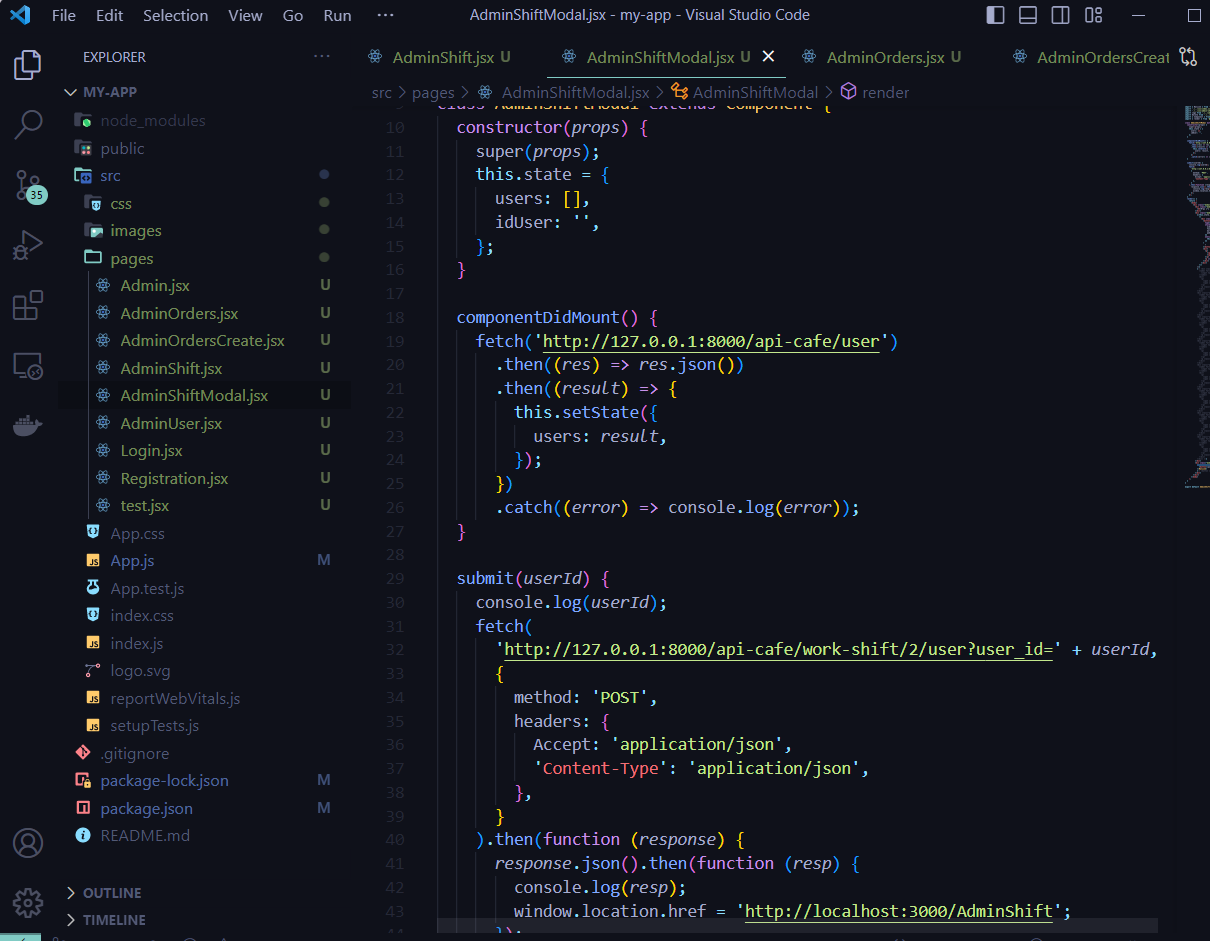 File Edit Selection View Go Run ··· AdminShiftModal.jsx - my-app - Visual Studio Code
EXPLORER ···
AdminShift.jsx U AdminShiftModal.jsx U AdminOrders.jsx U AdminOrdersCreat
MY-APP
src > pages > AdminShiftModal.jsx > AdminShiftModal > render
node_modules
public
src
css
images
pages
Admin.jsx U
AdminOrders.jsx U
AdminOrdersCreate.jsx U
AdminShift.jsx U
AdminShiftModal.jsx U
AdminUser.jsx U
Login.jsx U
Registration.jsx U
test.jsx U
App.css
App.js M
App.test.js
index.css
index.js
logo.svg
reportWebVitals.js
setupTests.js
.gitignore
package-lock.json M
package.json M
README.md
OUTLINE
TIMELINE
35
9 class AdminShiftModal extends Component {
10 constructor(props) {
11 super(props);
12 this.state = {
13 users: [],
14 idUser: '',
15 };
16 }
17
18 componentDidMount() {
19 fetch('http://127.0.0.1:8000/api-cafe/user')
20 .then((res) => res.json())
21 .then((result) => {
22 this.setState({
23 users: result,
24 });
25 })
26 .catch((error) => console.log(error));
27 }
28
29 submit(userId) {
30 console.log(userId);
31 fetch(
32 'http://127.0.0.1:8000/api-cafe/work-shift/2/user?user_id=' + userId,
33 {
34 method: 'POST',
35 headers: {
36 Accept: 'application/json',
37 'Content-Type': 'application/json',
38 },
39 }
40 ).then(function (response) {
41 response.json().then(function (resp) {
42 console.log(resp);
43 window.location.href = 'http://localhost:3000/AdminShift';
44 });